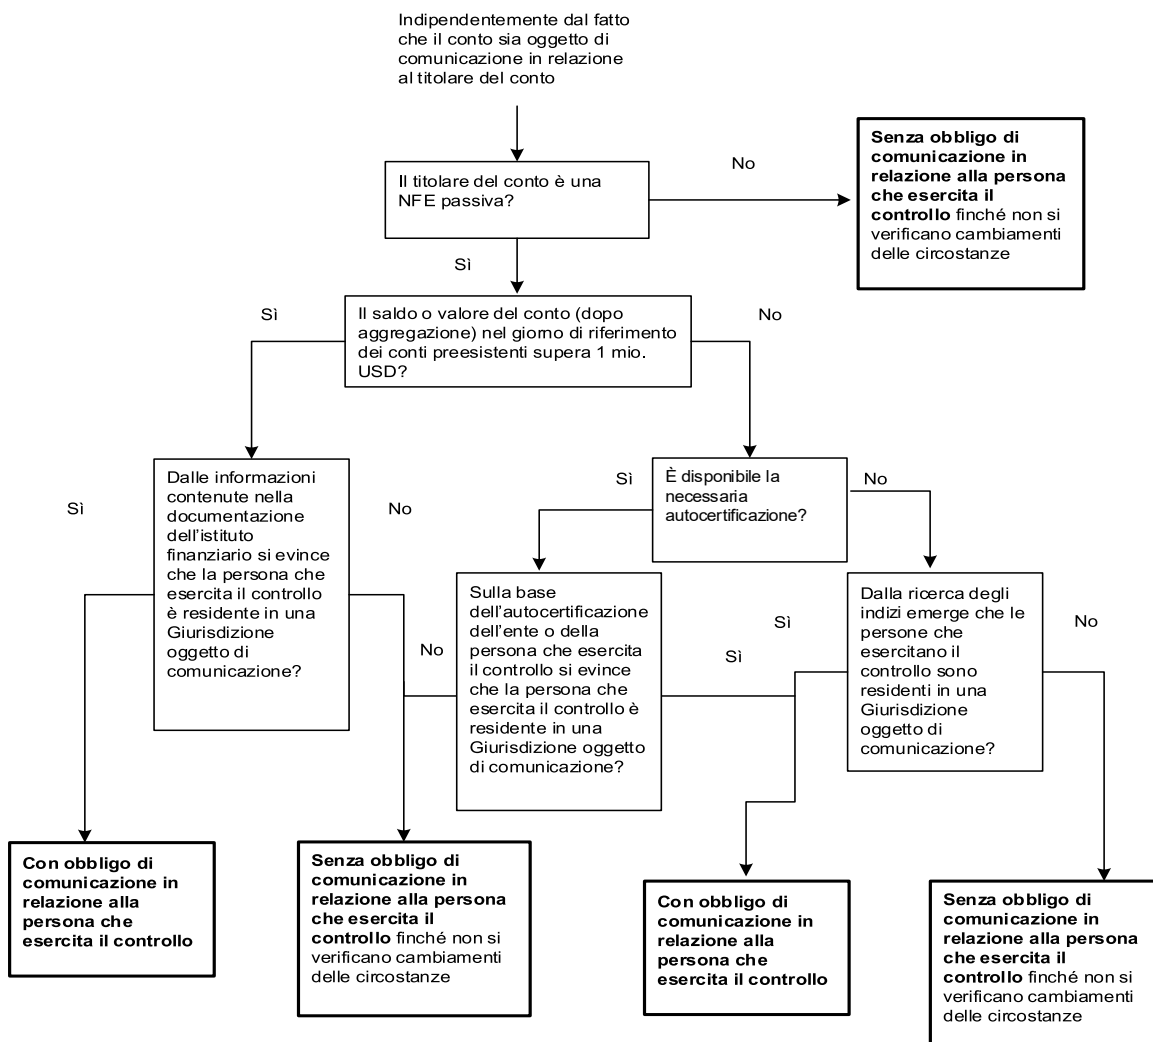 Indipendentemente dal fatto
che il conto sia oggetto di
comunicazione in relazione
al titolare del conto
Il titolare del conto è una
NFE passiva?
No
Senza obbligo di
comunicazione in
relazione alla persona
che esercita il
controllo finché non si
verificano cambiamenti
delle circostanze
Sì
Il saldo o valore del conto (dopo
aggregazione) nel giorno di riferimento
dei conti preesistenti supera 1 mio.
USD?
Sì
No
Dalle informazioni
contenute nella
documentazione
dell'istituto
finanziario si evince
che la persona che
esercita il controllo
è residente in una
Giurisdizione
oggetto di
comunicazione?
Sì
No
È disponibile la
necessaria
autocertificazione?
Sì
No
Sulla base
dell'autocertificazione
dell'ente o della
persona che esercita
il controllo si evince
che la persona che
esercita il controllo è
residente in una
Giurisdizione oggetto
di comunicazione?
No
Sì
Dalla ricerca degli
indizi emerge che le
persone che
esercitano il
controllo sono
residenti in una
Giurisdizione
oggetto di
comunicazione?
Sì
No
Con obbligo di
comunicazione in
relazione alla
persona che
esercita il controllo
Senza obbligo di
comunicazione in
relazione alla persona
che esercita il
controllo finché non si
verificano cambiamenti
delle circostanze
Con obbligo di
comunicazione in
relazione alla
persona che
esercita il controllo
Senza obbligo di
comunicazione in
relazione alla persona
che esercita il
controllo finché non si
verificano cambiamenti
delle circostanze